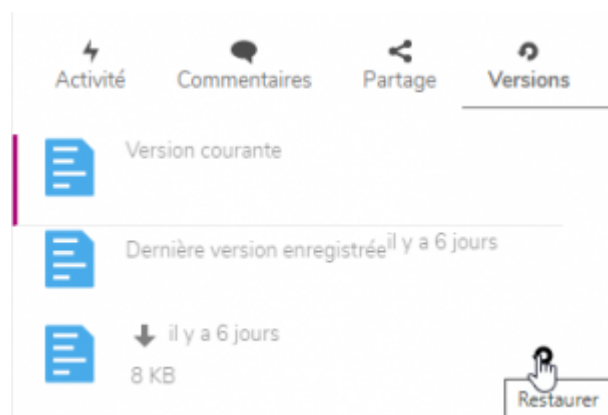 Activité Commentaires Partage Versions
Version courante
Dernière version enregistrée il y a 6 jours
il y a 6 jours
8 KB
Restaurer